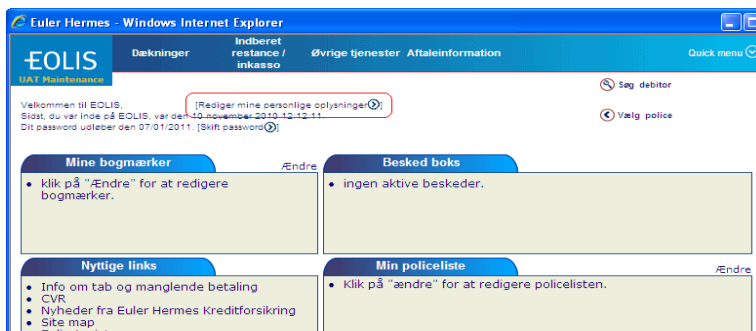 Euler Hermes - Windows Internet Explorer
EOLIS
UAT Maintenance
Dækninger
Indberet
restance /
inkasso
Øvrige tjenester
Aftaleinformation
Quick menu
Søg debitor
Vælg police
Velkommen til EOLIS, [Rediger mine personlige oplysninger]
Sidst, du var inde på EOLIS, var den 10 november 2010 12:12:11.
Dit password udløber den 07/01/2011. [Skift password]
Mine bogmærker
Ændre
klik på "Ændre" for at redigere
bogmærker.
Besked boks
ingen aktive beskeder.
Nyttige links
Info om tab og manglende betaling
CVR
Nyheder fra Euler Hermes Kreditforsikring
Site map
Min policeliste
Ændre
Klik på "ændre" for at redigere policelisten.